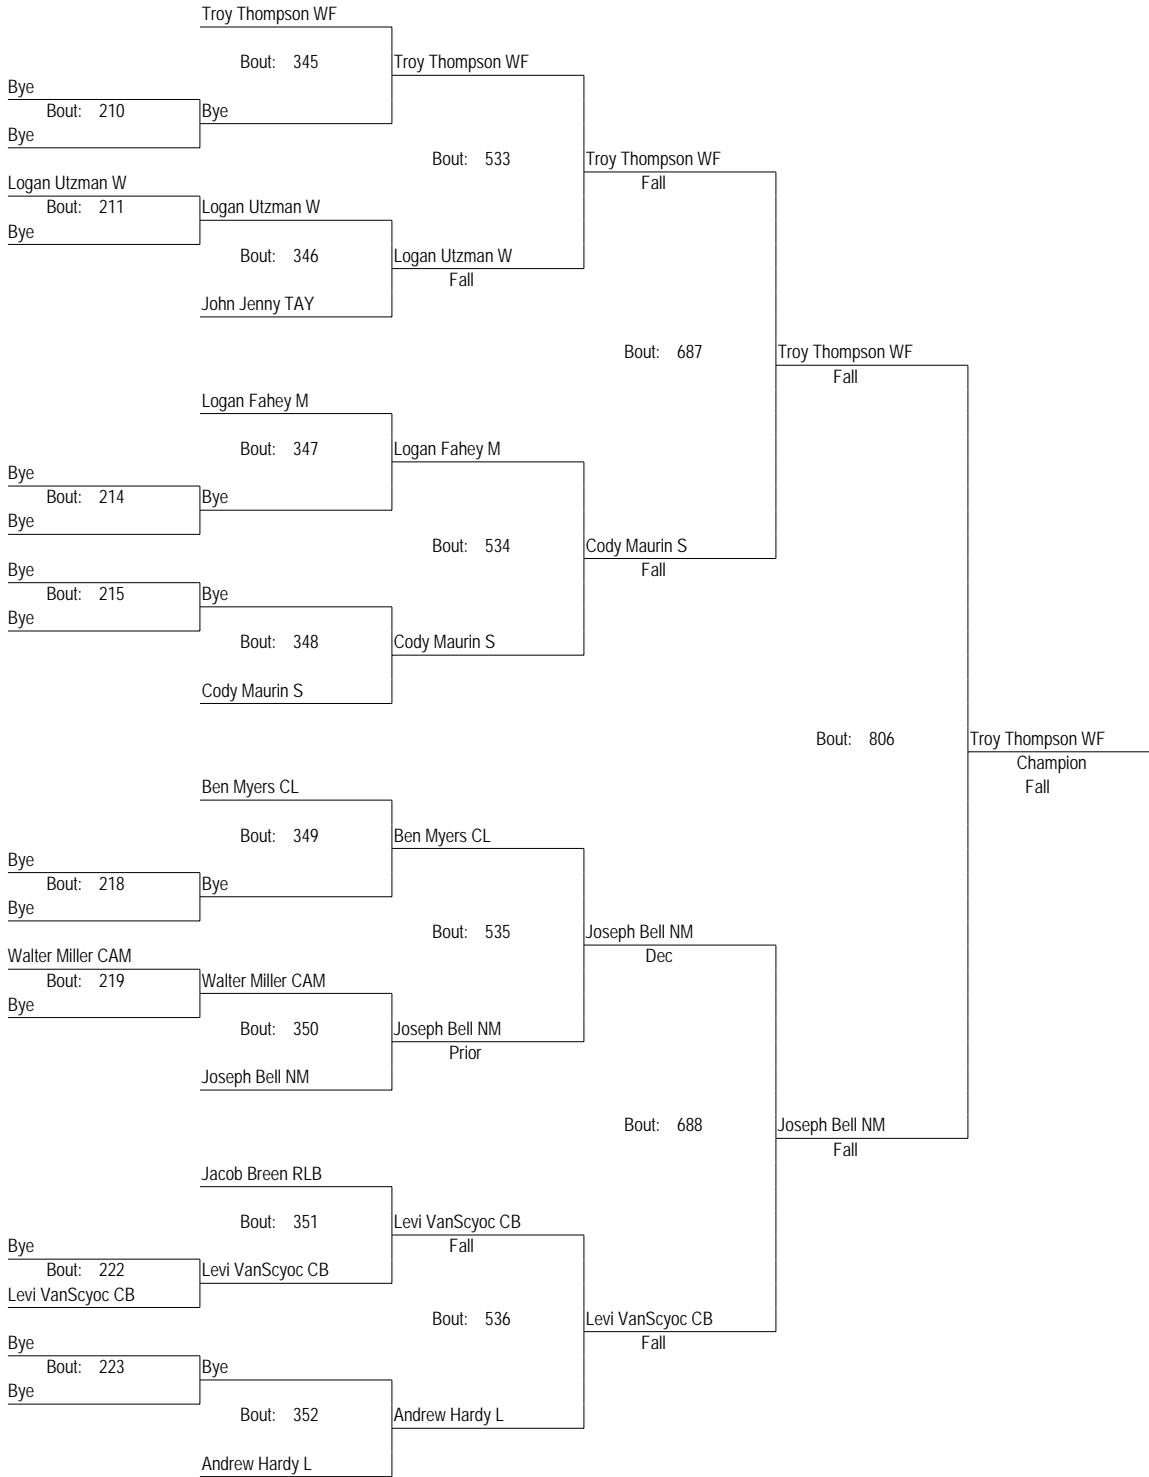 Troy Thompson WF
Bout: 345
Troy Thompson WF
Bye
Bout: 210
Bye
Bye
Bout: 533
Troy Thompson WF
Fall
Logan Utzman W
Bout: 211
Logan Utzman W
Bye
Bout: 346
Logan Utzman W
Fall
John Jenny TAY
Bout: 687
Troy Thompson WF
Fall
Logan Fahey M
Bout: 347
Logan Fahey M
Bye
Bout: 214
Bye
Bye
Bout: 534
Cody Maurin S
Fall
Bye
Bout: 215
Bye
Bye
Bout: 348
Cody Maurin S
Cody Maurin S
Bout: 806
Troy Thompson WF
Champion
Fall
Ben Myers CL
Bout: 349
Ben Myers CL
Bye
Bout: 218
Bye
Bye
Bout: 535
Joseph Bell NM
Dec
Walter Miller CAM
Bout: 219
Walter Miller CAM
Bye
Bout: 350
Joseph Bell NM
Prior
Joseph Bell NM
Bout: 688
Joseph Bell NM
Fall
Jacob Breen RLB
Bout: 351
Levi VanScyoc CB
Fall
Bye
Bout: 222
Levi VanScyoc CB
Levi VanScyoc CB
Bout: 536
Levi VanScyoc CB
Fall
Bye
Bout: 223
Bye
Bye
Bout: 352
Andrew Hardy L
Andrew Hardy L